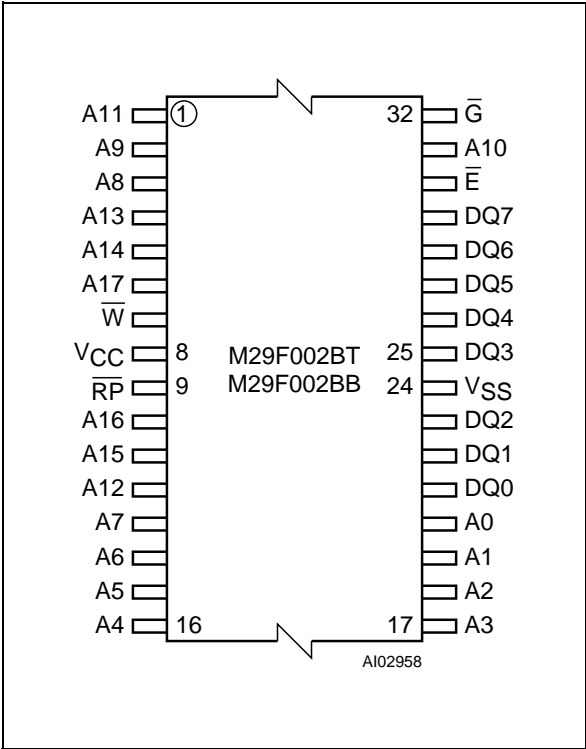 A11 1 32 G̅
A9 A10
A8 E̅
A13 DQ7
A14 DQ6
A17 DQ5
W̅ DQ4
VCC 8 M29F002BT 25 DQ3
R̅P̅ 9 M29F002BB 24 VSS
A16 DQ2
A15 DQ1
A12 DQ0
A7 A0
A6 A1
A5 A2
A4 16 17 A3
AI02958